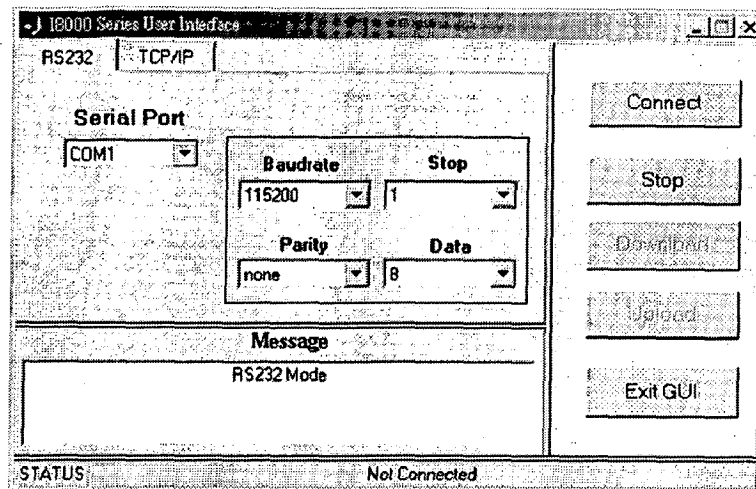 I8000 Series User Interface
RS232 TCP/IP
Serial Port
COM1
Baudrate Stop
115200 1
Parity Data
none 8
Message
RS232 Mode
Connect
Stop
Download
Upload
Exit GUI
STATUS Not Connected